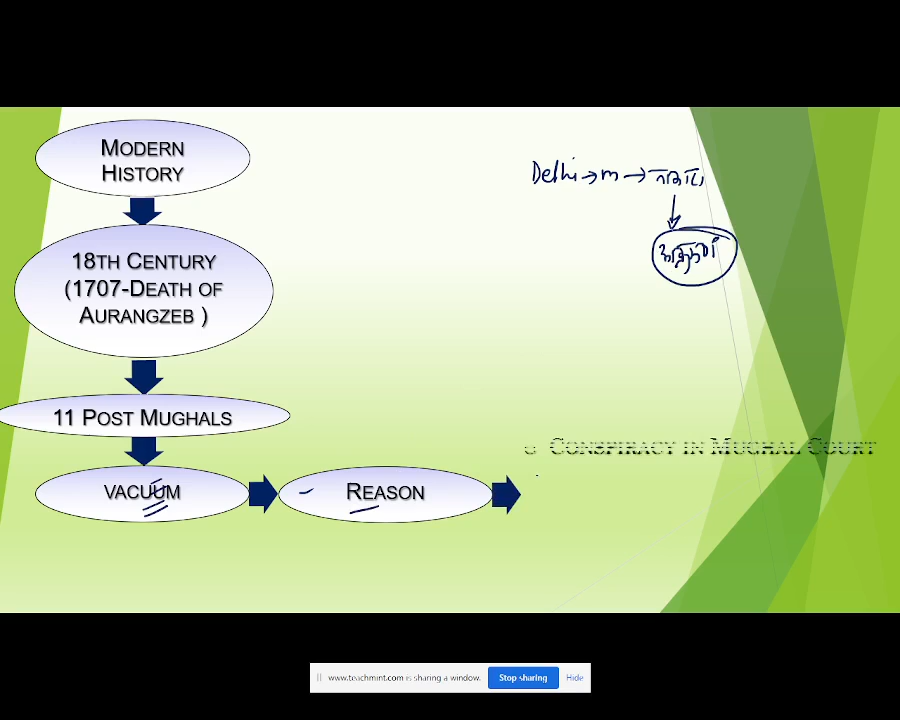 MODERN
HISTORY
18TH CENTURY
(1707-DEATH OF
AURANGZEB )
11 POST MUGHALS
VACUUM
REASON
Delhi → m →
CONSPIRACY IN MUGHAL COURT
www.teachmint.com is sharing a window.
Stop sharing
Hide